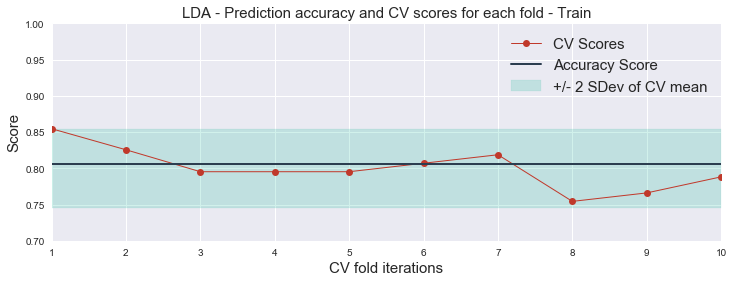 LDA - Prediction accuracy and CV scores for each fold - Train
1.00
0.95
0.90
0.85
0.80
0.75
0.70
Score
CV Scores
Accuracy Score
+/- 2 SDev of CV mean
1 2 3 4 5 6 7 8 9 10
CV fold iterations